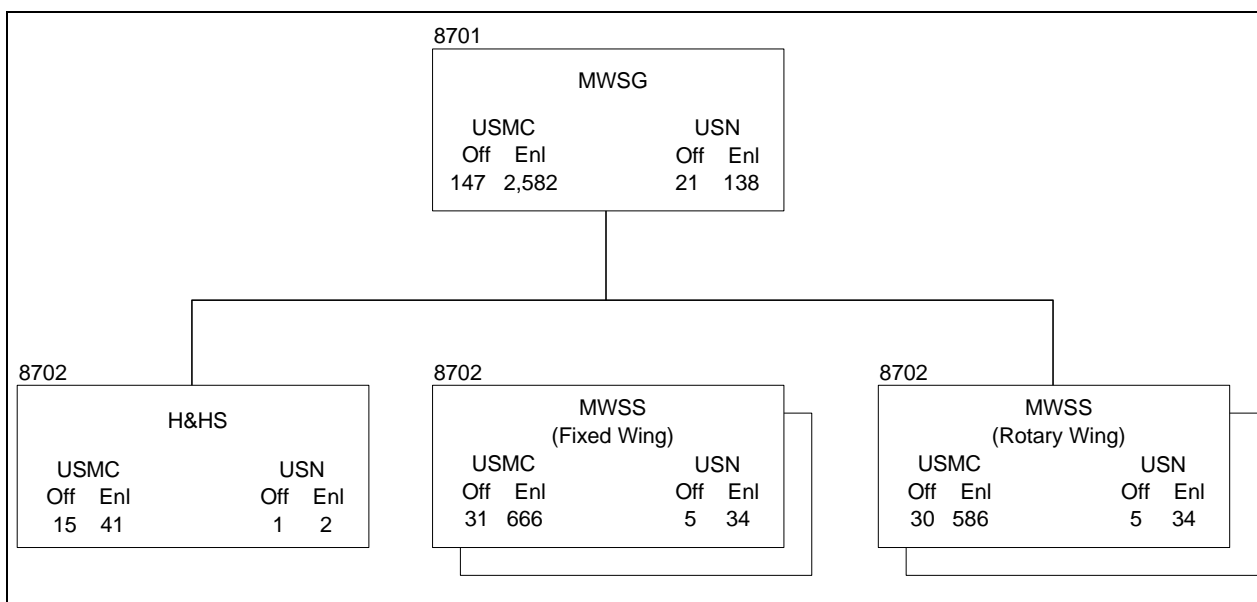 8701
MWSG
USMC USN
Off Enl Off Enl
147 2,582 21 138
8702
H&HS
USMC USN
Off Enl Off Enl
15 41 1 2
8702
MWSS
(Fixed Wing)
USMC USN
Off Enl Off Enl
31 666 5 34
8702
MWSS
(Rotary Wing)
USMC USN
Off Enl Off Enl
30 586 5 34